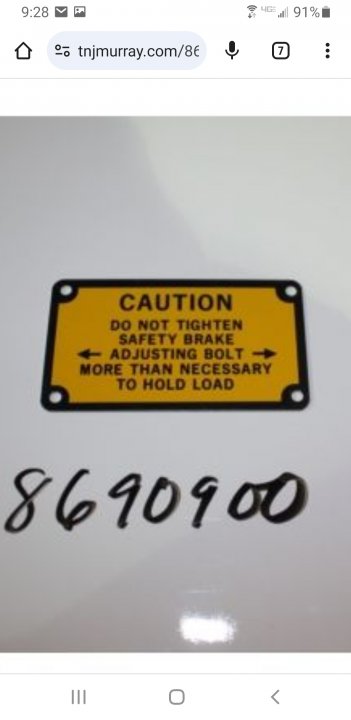 9:28
4GE 91%
tnjmurray.com/86
7
CAUTION
DO NOT TIGHTEN
SAFETY BRAKE
← ADJUSTING BOLT →
MORE THAN NECESSARY
TO HOLD LOAD
8690900